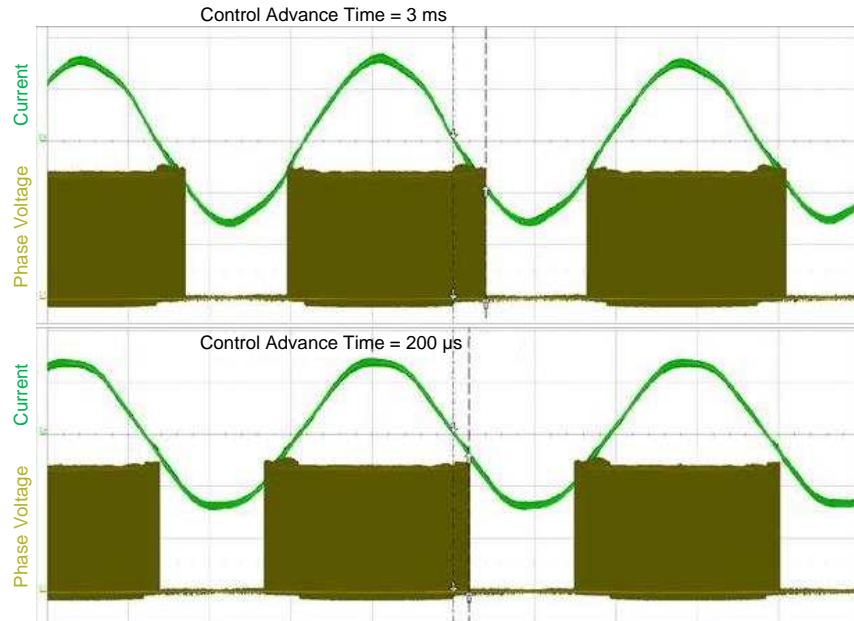 Control Advance Time = 3 ms
Current
Phase Voltage
Control Advance Time = 200 µs
Current
Phase Voltage